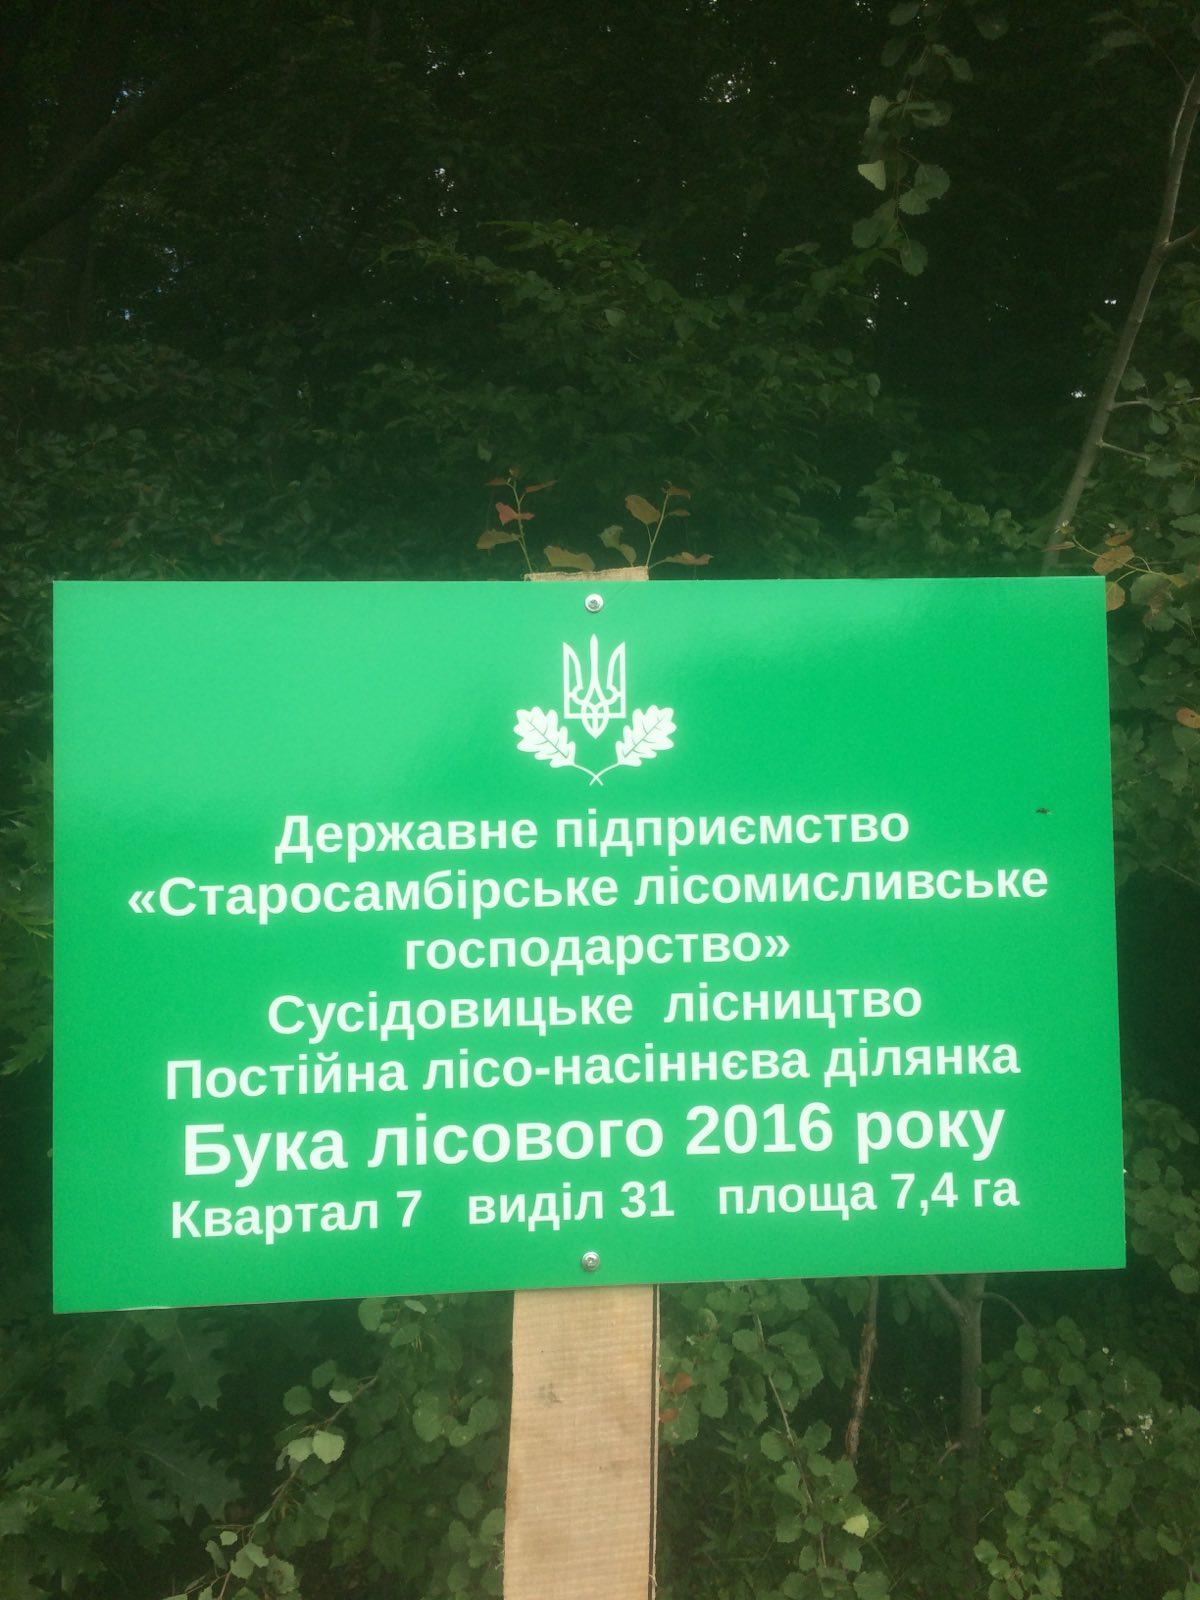 Державне підприємство
«Старосамбірське лісомисливське
господарство»
Сусідовицьке лісництво
Постійна лісо-насіннєва ділянка
Бука лісового 2016 року
Квартал 7 виділ 31 площа 7,4 га